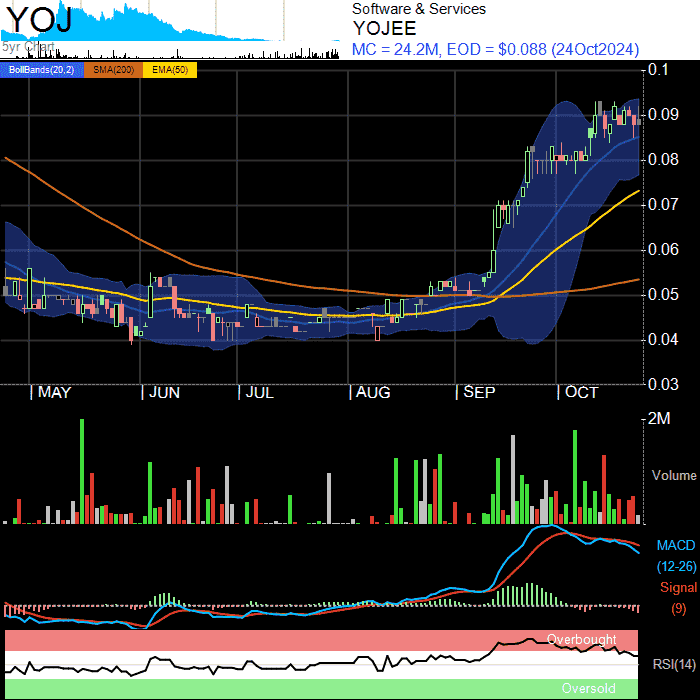 YOJ
5yr Chart
Software & Services
YOJEE
MC = 24.2M, EOD = $0.088 (24Oct2024)
BollBands(20,2) SMA(200) EMA(50)
0.1
0.09
0.08
0.07
0.06
0.05
0.04
0.03
MAY JUN JUL AUG SEP OCT
2M
Volume
MACD
(12-26)
Signal
(9)
Overbought
RSI(14)
Oversold